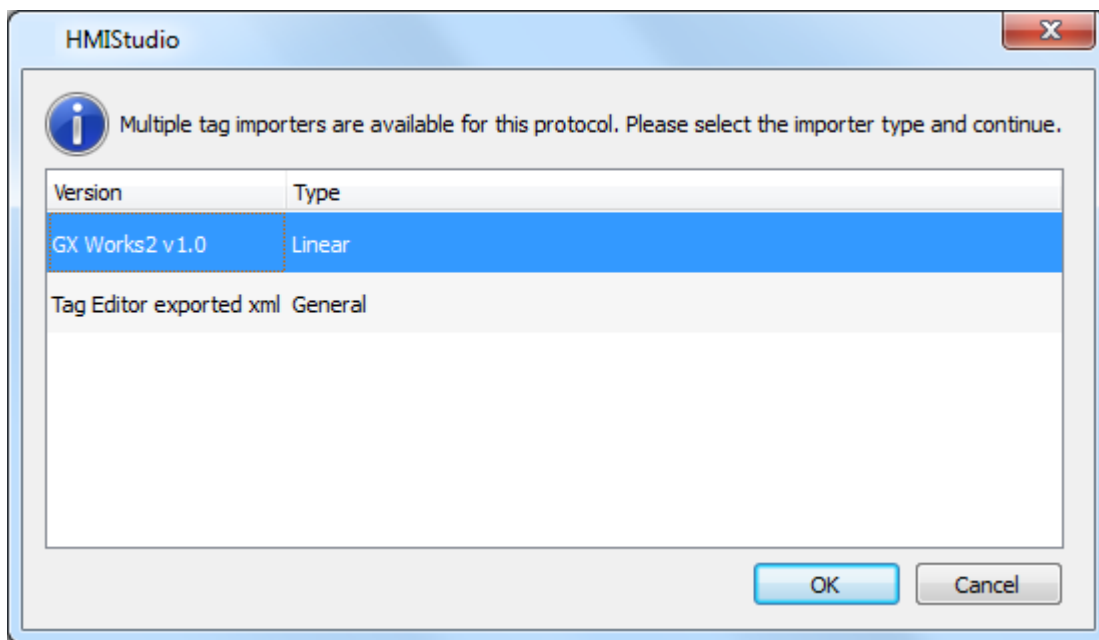 HMIStudio
Multiple tag importers are available for this protocol. Please select the importer type and continue.
Version Type
GX Works2 v1.0 Linear
Tag Editor exported xml General
OK Cancel